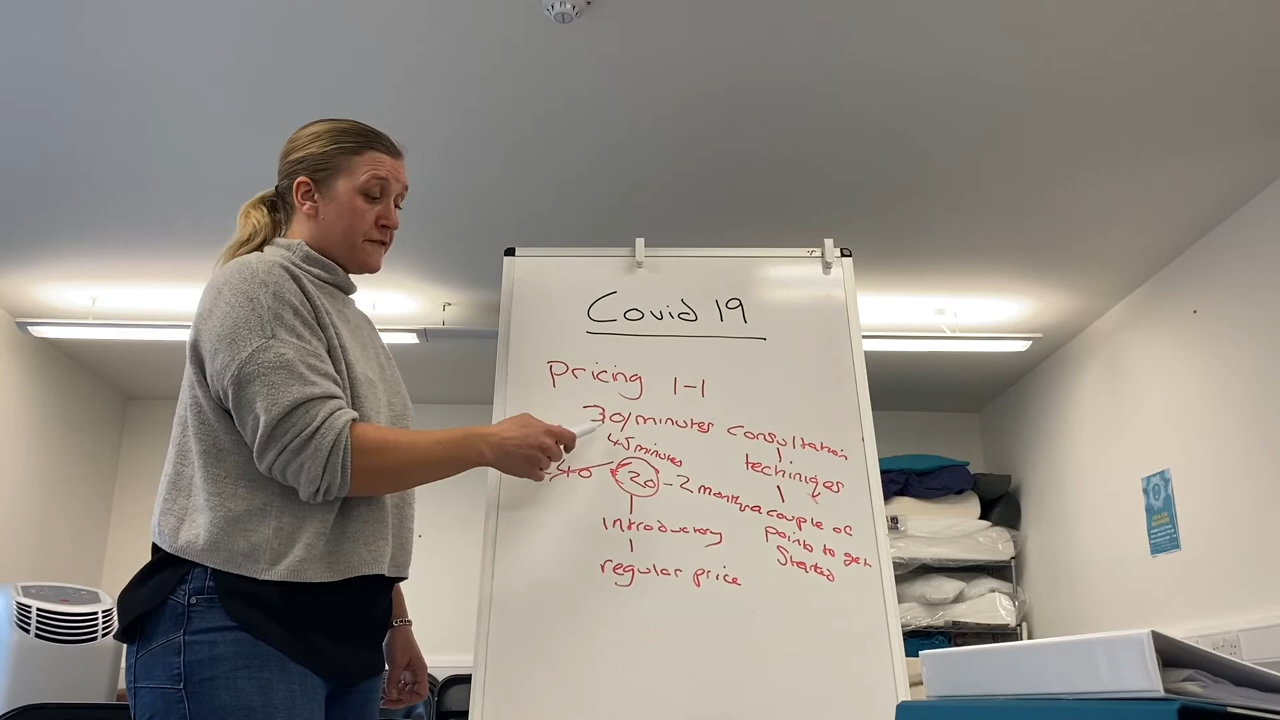 Covid 19
Pricing 1-1
30/minutes consultation
45 minutes
techniqes
40 £20 - 2 months a couple of
points to get
introductory
Started
regular price